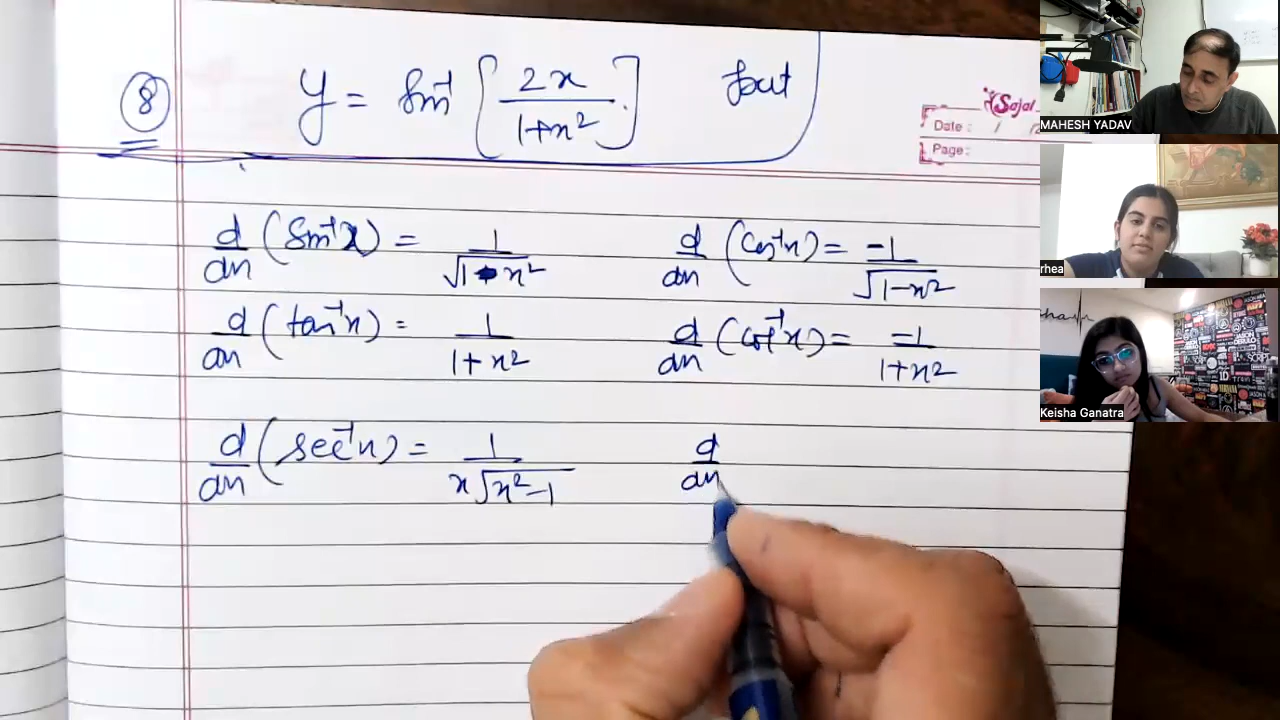 8 y = Sin⁻¹ [ 2x / 1+x² ]
Sajal
Date : / /
Page:
d/dx (Sin⁻¹x) = 1/√1-x² d/dx (Cos⁻¹x) = -1/√1-x²
d/dx (tan⁻¹x) = 1/1+x² d/dx (Cot⁻¹x) = -1/1+x²
d/dx (Sec⁻¹x) = 1/x√x²-1 d/dx
MAHESH YADAV
rhea
Keisha Ganatra